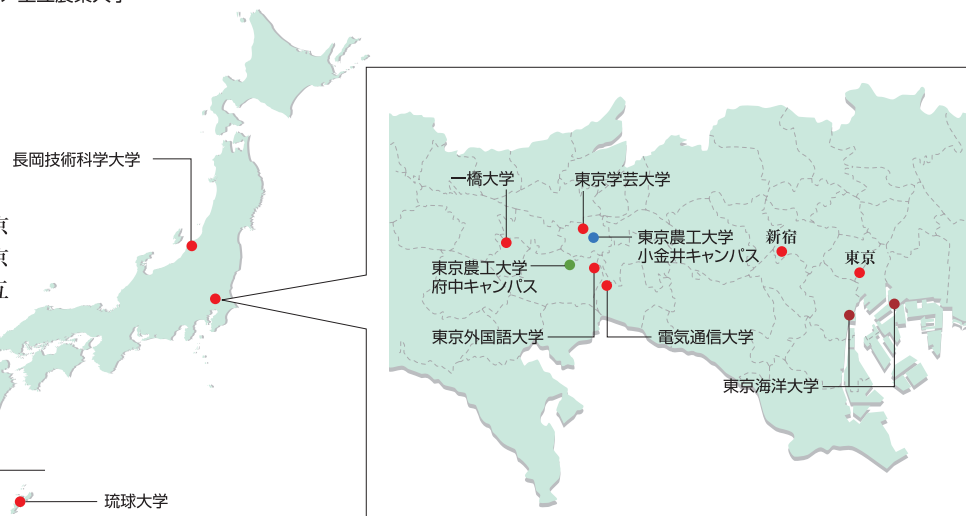 長岡技術科学大学
京
京
一橋大学
東京学芸大学
東京農工大学
小金井キャンパス
新宿
東京
東京農工大学
府中キャンパス
東京外国語大学
電気通信大学
東京海洋大学
琉球大学